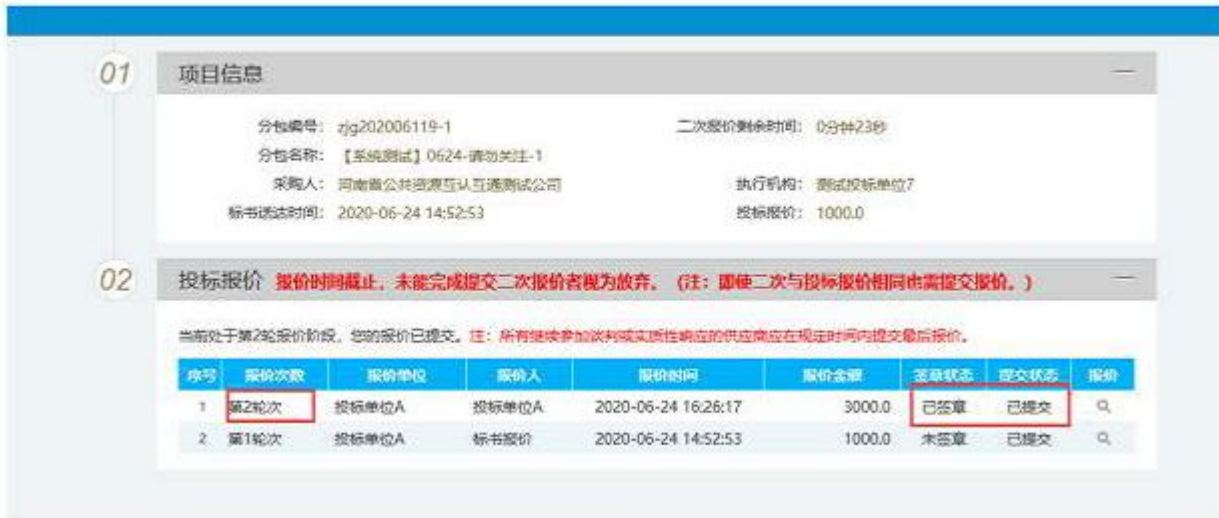 01 项目信息
分包编号： zjg202006119-1 二次报价剩余时间： 0分钟23秒
分包名称： 【系统测试】0624-请勿关注-1
采购人： 河南省公共资源互认互通测试公司 执行机构： 测试投标单位7
标书送达时间： 2020-06-24 14:52:53 投标报价： 1000.0
02 投标报价 报价时间截止，未能完成提交二次报价者视为放弃。（注：即使二次与投标报价相同也需提交报价。）
当前处于第2轮报价阶段，您的报价已提交。注：所有继续参加谈判或实质性响应的供应商应在规定时间内提交最后报价。
序号 报价次数 报价单位 报价人 报价时间 报价金额 签章状态 提交状态 报价
1 第2轮次 投标单位A 投标单位A 2020-06-24 16:26:17 3000.0 已签章 已提交
2 第1轮次 投标单位A 标书报价 2020-06-24 14:52:53 1000.0 未签章 已提交